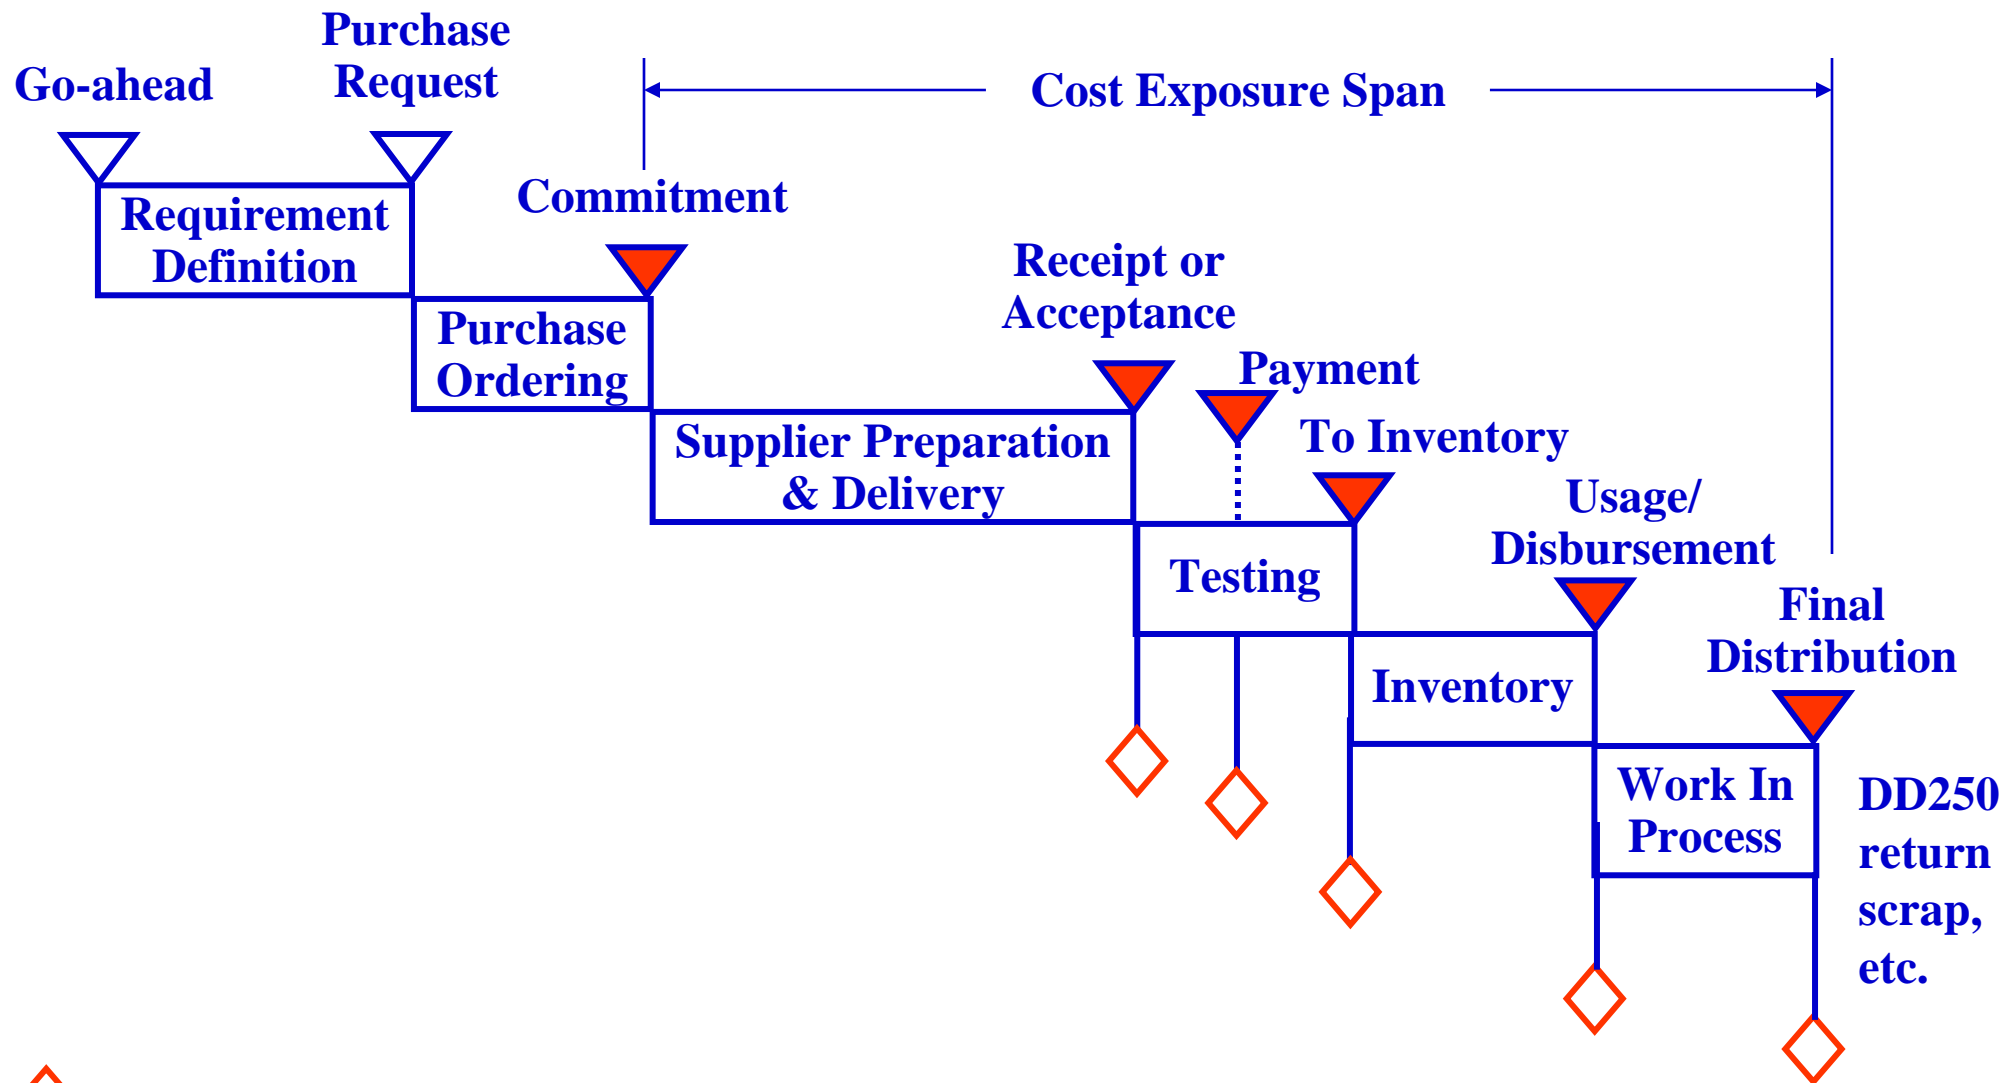 Go-ahead
Purchase
Request
Cost Exposure Span
Commitment
Requirement
Definition
Purchase
Ordering
Receipt or
Acceptance
Payment
To Inventory
Supplier Preparation
& Delivery
Usage/
Disbursement
Testing
Final
Distribution
Inventory
Work In
Process
DD250
return
scrap,
etc.